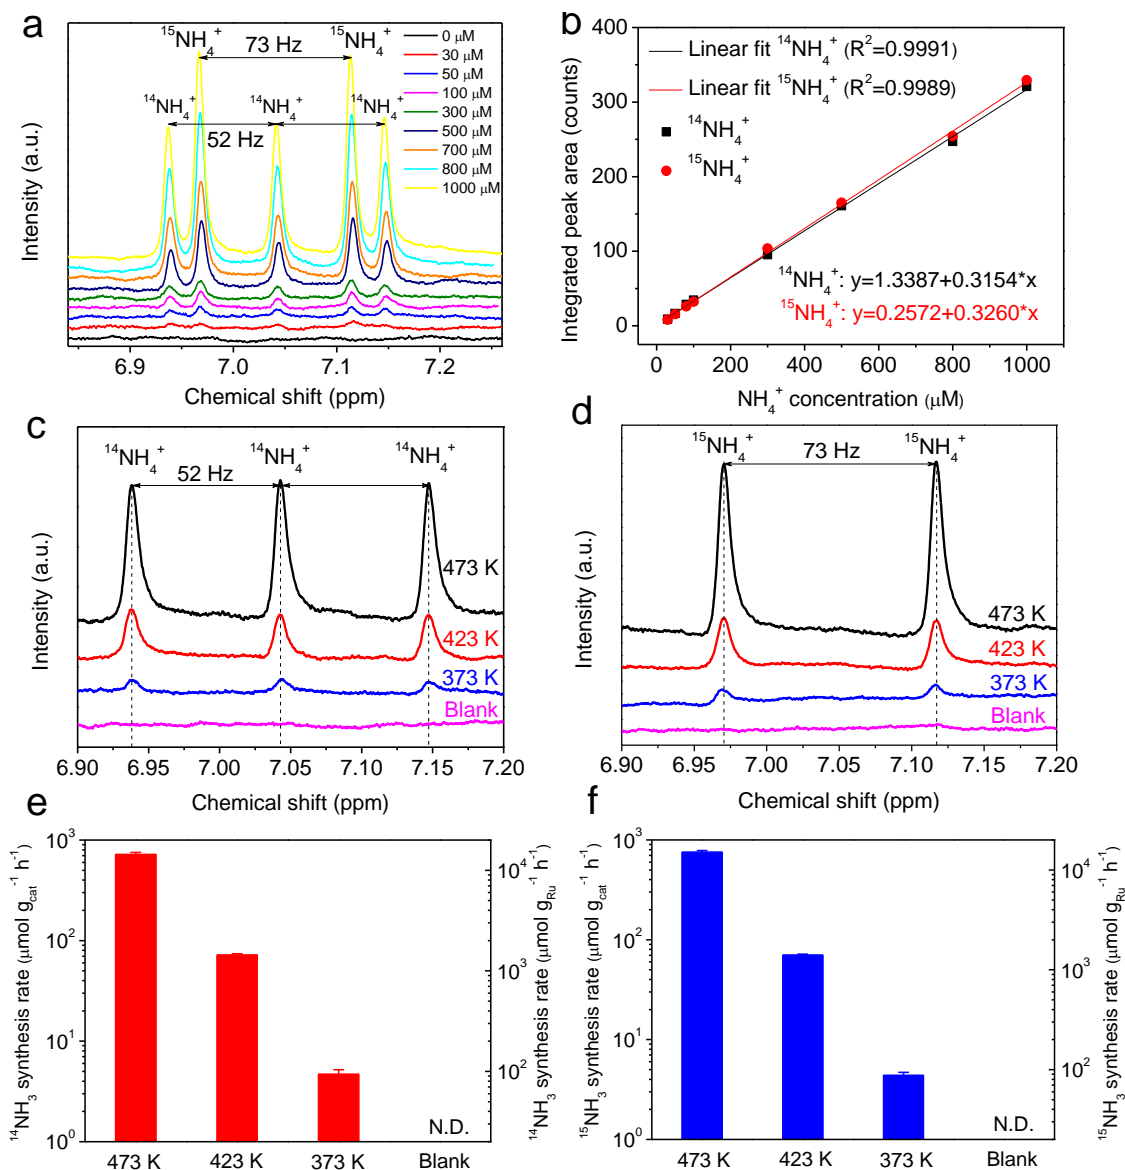 a
¹⁵NH₄⁺
73 Hz
¹⁵NH₄⁺
¹⁴NH₄⁺
¹⁴NH₄⁺
¹⁴NH₄⁺
52 Hz
0 μM
30 μM
50 μM
100 μM
300 μM
500 μM
700 μM
800 μM
1000 μM
Intensity (a.u.)
6.9 7.0 7.1 7.2
Chemical shift (ppm)
b
Linear fit ¹⁴NH₄⁺ (R²=0.9991)
Linear fit ¹⁵NH₄⁺ (R²=0.9989)
¹⁴NH₄⁺
¹⁵NH₄⁺
¹⁴NH₄⁺: y=1.3387+0.3154*x
¹⁵NH₄⁺: y=0.2572+0.3260*x
Integrated peak area (counts)
400
300
200
100
0
0 200 400 600 800 1000
NH₄⁺ concentration (μM)
c
¹⁴NH₄⁺ ¹⁴NH₄⁺ ¹⁴NH₄⁺
52 Hz
473 K
423 K
373 K
Blank
Intensity (a.u.)
6.90 6.95 7.00 7.05 7.10 7.15 7.20
Chemical shift (ppm)
d
¹⁵NH₄⁺ ¹⁵NH₄⁺
73 Hz
473 K
423 K
373 K
Blank
Intensity (a.u.)
6.90 6.95 7.00 7.05 7.10 7.15 7.20
Chemical shift (ppm)
e
¹⁴NH₃ synthesis rate (μmol g_cat⁻¹ h⁻¹)
10³
10²
10¹
10⁰
N.D.
473 K 423 K 373 K Blank
10⁴
10³
10²
¹⁴NH₃ synthesis rate (μmol g_Ru⁻¹ h⁻¹)
f
¹⁵NH₃ synthesis rate (μmol g_cat⁻¹ h⁻¹)
10³
10²
10¹
10⁰
N.D.
473 K 423 K 373 K Blank
10⁴
10³
10²
¹⁵NH₃ synthesis rate (μmol g_Ru⁻¹ h⁻¹)